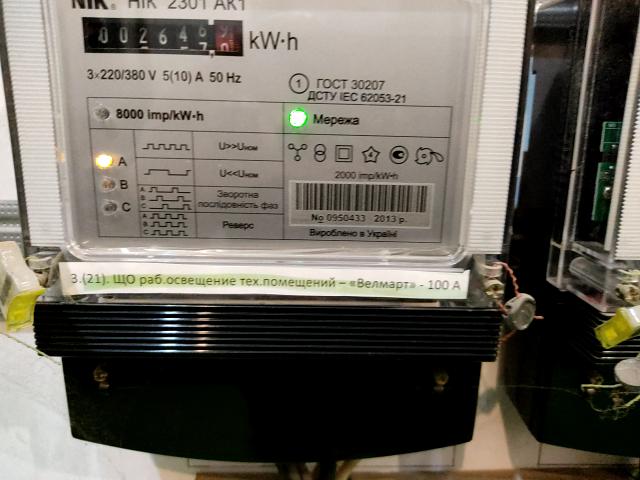 NIK® НІК 2301 АК1
00264 kW·h
3×220/380 V 5(10) A 50 Hz
1 ГОСТ 30207
ДСТУ IEC 62053-21
8000 imp/kW·h
Мережа
A
U>>Uном
B
U<<Uном
C
A
B
C
Зворотна
послідовність фаз
A
B
C
Реверс
2000 imp/kW·h
No 0950433 2013 р.
Вироблено в Україні
3.(21). ЩО раб.освещение тех.помещений – «Велмарт» - 100 А